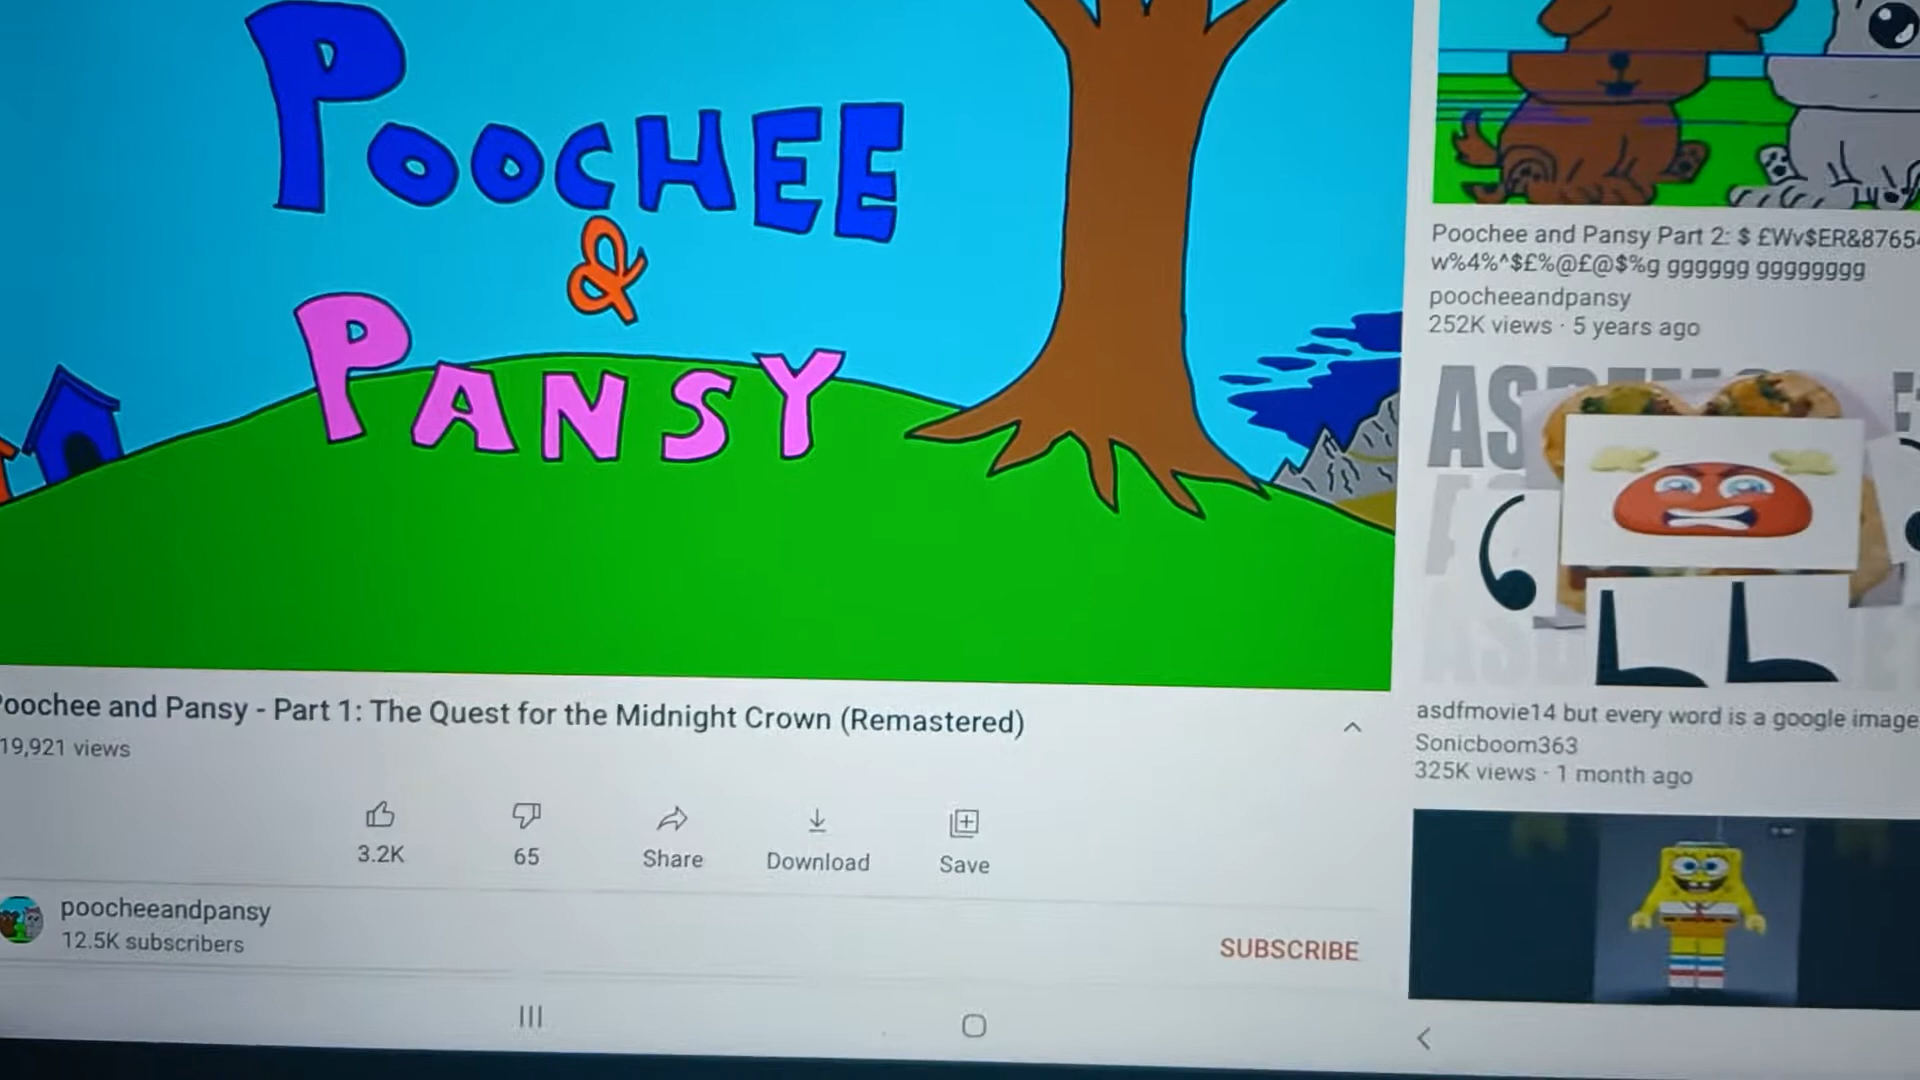 POOCHEE
&
PANSY
Poochee and Pansy - Part 1: The Quest for the Midnight Crown (Remastered)
19,921 views
3.2K
65
Share
Download
Save
poocheeandpansy
12.5K subscribers
SUBSCRIBE
Poochee and Pansy Part 2: $ £Wv$ER&8765
w%4%^$£%@£@$%g gggggg gggggggg
poocheeandpansy
252K views · 5 years ago
asdfmovie14 but every word is a google image
Sonicboom363
325K views · 1 month ago